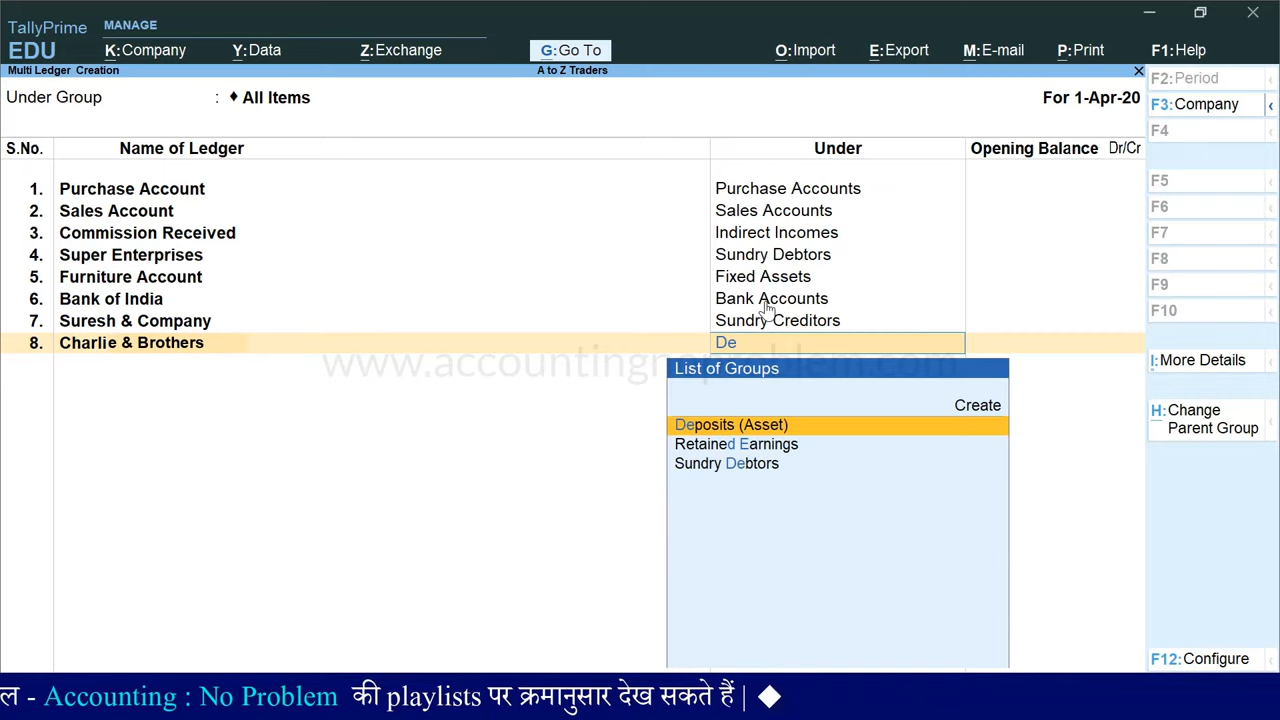 TallyPrime MANAGE
EDU K:Company Y:Data Z:Exchange G:Go To O:Import E:Export M:E-mail P:Print F1:Help
Multi Ledger Creation A to Z Traders
Under Group : ♦ All Items For 1-Apr-20
S.No. Name of Ledger Under Opening Balance Dr/Cr
1. Purchase Account Purchase Accounts
2. Sales Account Sales Accounts
3. Commission Received Indirect Incomes
4. Super Enterprises Sundry Debtors
5. Furniture Account Fixed Assets
6. Bank of India Bank Accounts
7. Suresh & Company Sundry Creditors
8. Charlie & Brothers De
www.accountingnoproblem.com
List of Groups
Create
Deposits (Asset)
Retained Earnings
Sundry Debtors
F2:Period
F3:Company
F4
F5
F6
F7
F8
F9
F10
I:More Details
H:Change
Parent Group
F12:Configure
ल - Accounting : No Problem की playlists पर क्रमानुसार देख सकते हैं | ◆